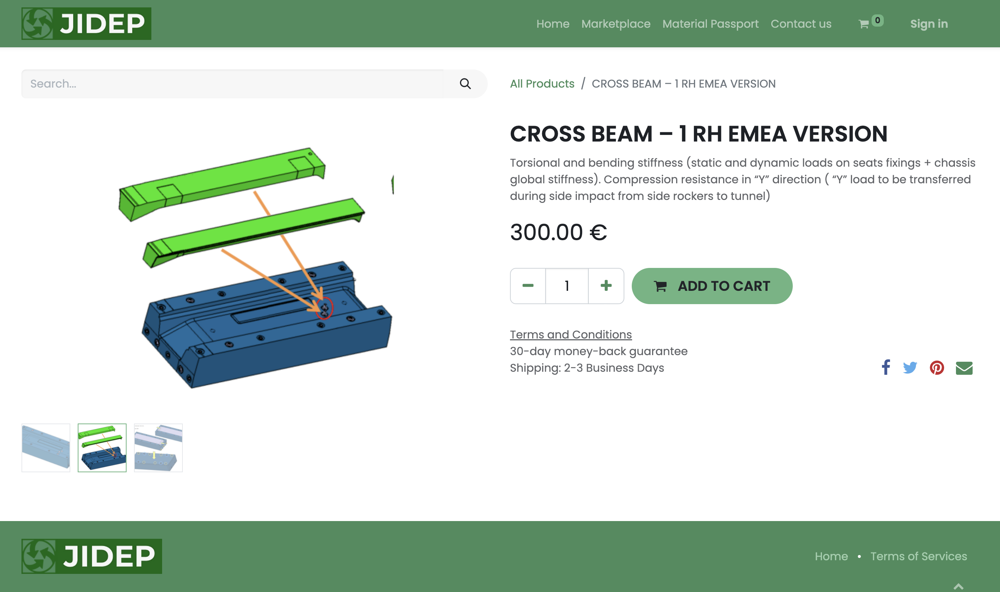 JIDEP
Home Marketplace Material Passport Contact us 0 Sign in
Search...
All Products / CROSS BEAM – 1 RH EMEA VERSION
CROSS BEAM – 1 RH EMEA VERSION
Torsional and bending stiffness (static and dynamic loads on seats fixings + chassis
global stiffness). Compression resistance in “Y” direction ( “Y” load to be transferred
during side impact from side rockers to tunnel)
300.00 €
1
ADD TO CART
Terms and Conditions
30-day money-back guarantee
Shipping: 2-3 Business Days
JIDEP
Home • Terms of Services